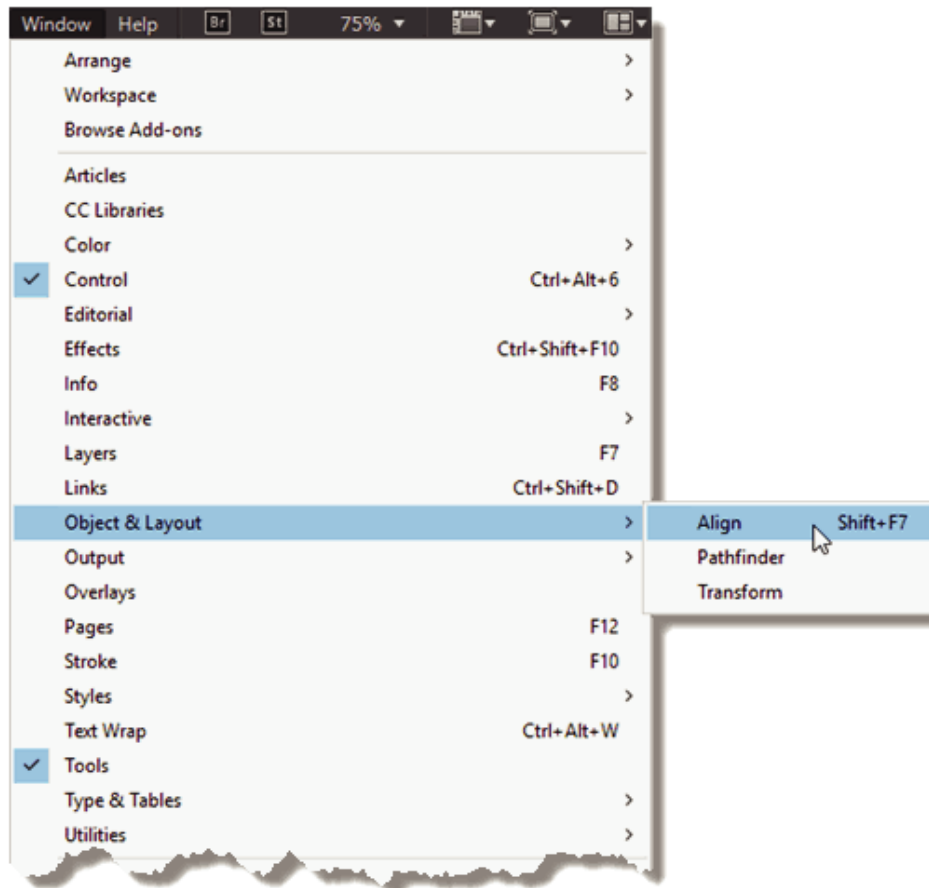 Window Help Br St 75%
Arrange
Workspace
Browse Add-ons
Articles
CC Libraries
Color
Control Ctrl+Alt+6
Editorial
Effects Ctrl+Shift+F10
Info F8
Interactive
Layers F7
Links Ctrl+Shift+D
Object & Layout
Align Shift+F7
Output
Pathfinder
Overlays
Transform
Pages F12
Stroke F10
Styles
Text Wrap Ctrl+Alt+W
Tools
Type & Tables
Utilities